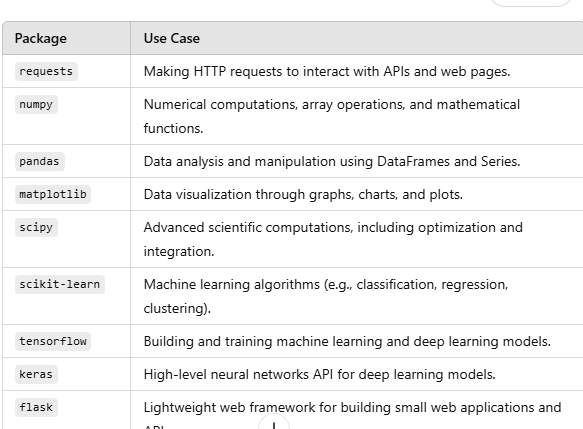 Package Use Case
requests Making HTTP requests to interact with APIs and web pages.
numpy Numerical computations, array operations, and mathematical
functions.
pandas Data analysis and manipulation using DataFrames and Series.
matplotlib Data visualization through graphs, charts, and plots.
scipy Advanced scientific computations, including optimization and
integration.
scikit-learn Machine learning algorithms (e.g., classification, regression,
clustering).
tensorflow Building and training machine learning and deep learning models.
keras High-level neural networks API for deep learning models.
flask Lightweight web framework for building small web applications and